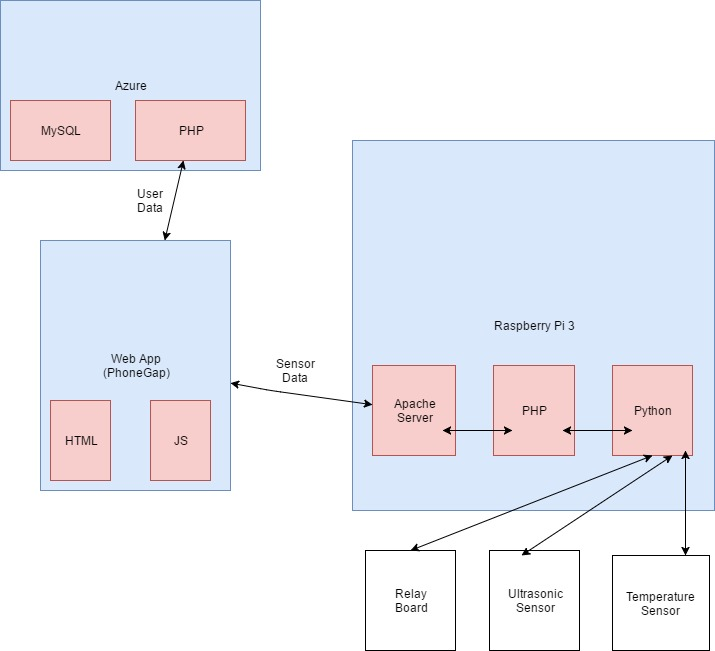 Azure
MySQL
PHP
User
Data
Web App
(PhoneGap)
HTML
JS
Sensor
Data
Raspberry Pi 3
Apache
Server
PHP
Python
Relay
Board
Ultrasonic
Sensor
Temperature
Sensor